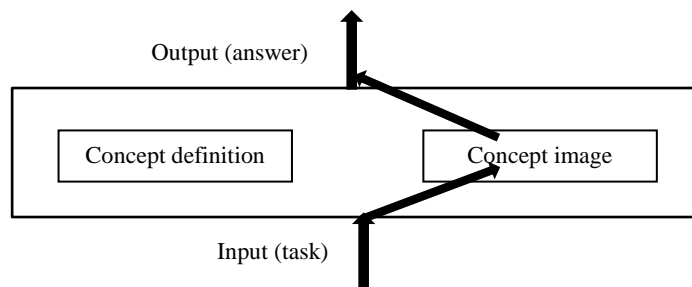 Output (answer)
Concept definition
Concept image
Input (task)